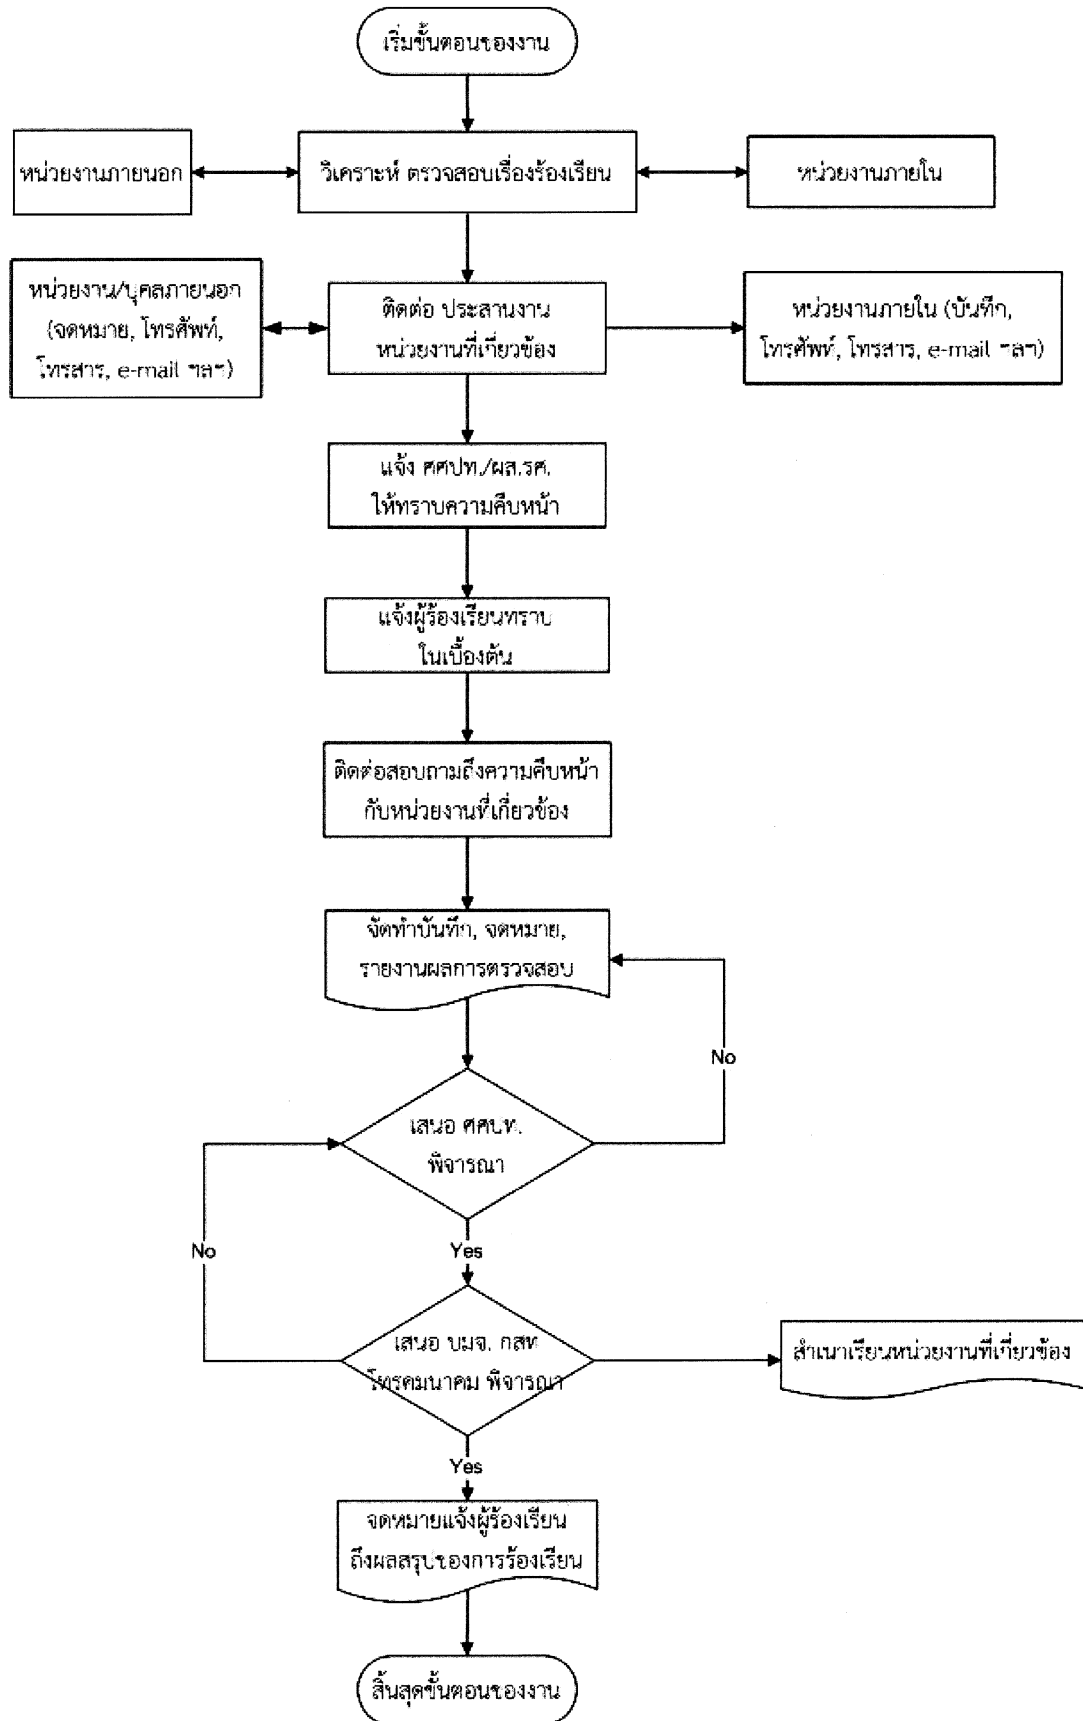 เริ่มขั้นตอนของงาน
หน่วยงานภายนอก
วิเคราะห์ ตรวจสอบเรื่องร้องเรียน
หน่วยงานภายใน
หน่วยงาน/บุคลภายนอก
(จดหมาย, โทรศัพท์,
โทรสาร, e-mail ฯลฯ)
ติดต่อ ประสานงาน
หน่วยงานที่เกี่ยวข้อง
หน่วยงานภายใน (บันทึก,
โทรศัพท์, โทรสาร, e-mail ฯลฯ)
แจ้ง ศศปท./ผส.รศ.
ให้ทราบความคืบหน้า
แจ้งผู้ร้องเรียนทราบ
ในเบื้องต้น
ติดต่อสอบถามถึงความคืบหน้า
กับหน่วยงานที่เกี่ยวข้อง
จัดทำบันทึก, จดหมาย,
รายงานผลการตรวจสอบ
No
เสนอ ศศปท.
พิจารณา
No
Yes
เสนอ บมจ. กสท
โทรคมนาคม พิจารณา
สำเนาเรียนหน่วยงานที่เกี่ยวข้อง
Yes
จดหมายแจ้งผู้ร้องเรียน
ถึงผลสรุปของการร้องเรียน
สิ้นสุดขั้นตอนของงาน